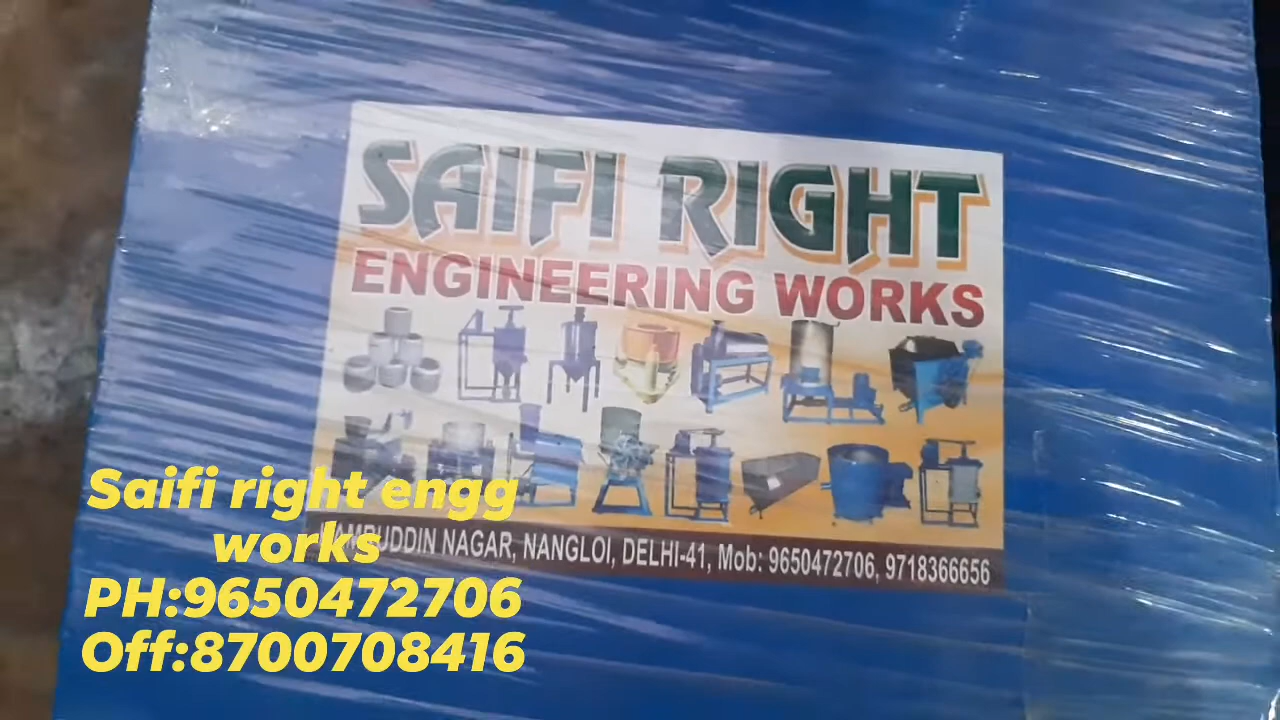 SAIFI RIGHT
ENGINEERING WORKS
NAGAR, NANGLOI, DELHI-41, Mob: 9650472706, 9718366656
Saifi right engg
works
PH:9650472706
Off:8700708416